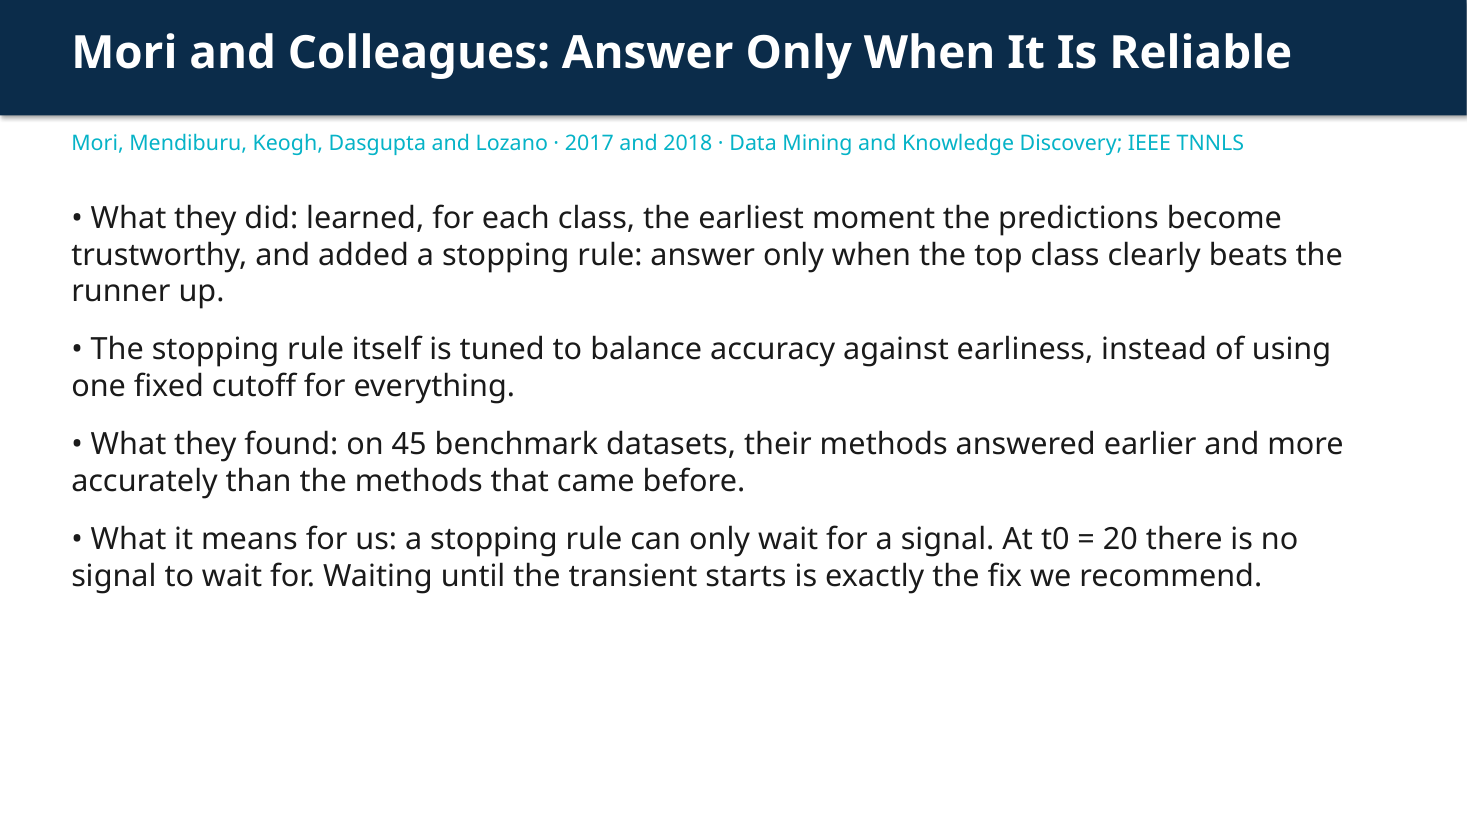 Mori and Colleagues: Answer Only When It Is Reliable
Mori, Mendiburu, Keogh, Dasgupta and Lozano · 2017 and 2018 · Data Mining and Knowledge Discovery; IEEE TNNLS
• What they did: learned, for each class, the earliest moment the predictions become
trustworthy, and added a stopping rule: answer only when the top class clearly beats the
runner up.
• The stopping rule itself is tuned to balance accuracy against earliness, instead of using
one fixed cutoff for everything.
• What they found: on 45 benchmark datasets, their methods answered earlier and more
accurately than the methods that came before.
• What it means for us: a stopping rule can only wait for a signal. At t0 = 20 there is no
signal to wait for. Waiting until the transient starts is exactly the fix we recommend.